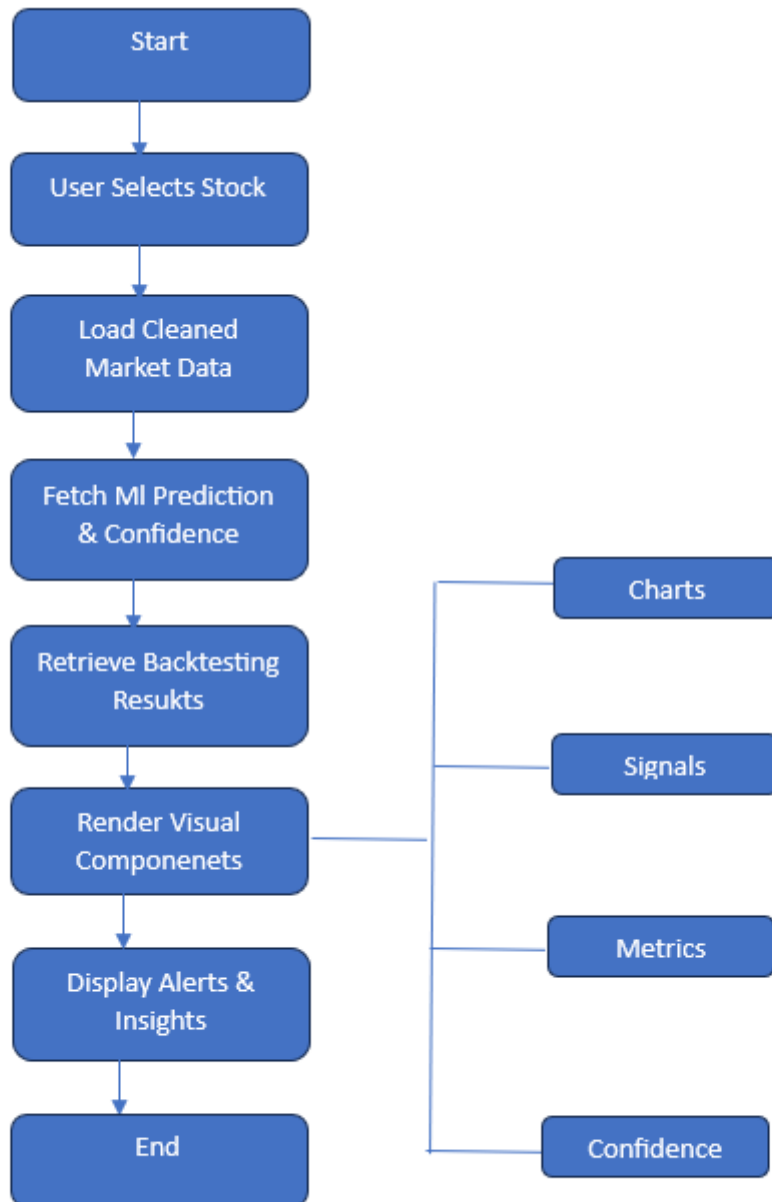 Start
User Selects Stock
Load Cleaned
Market Data
Fetch Ml Prediction
& Confidence
Retrieve Backtesting
Resukts
Render Visual
Componenets
Display Alerts &
Insights
End
Charts
Signals
Metrics
Confidence